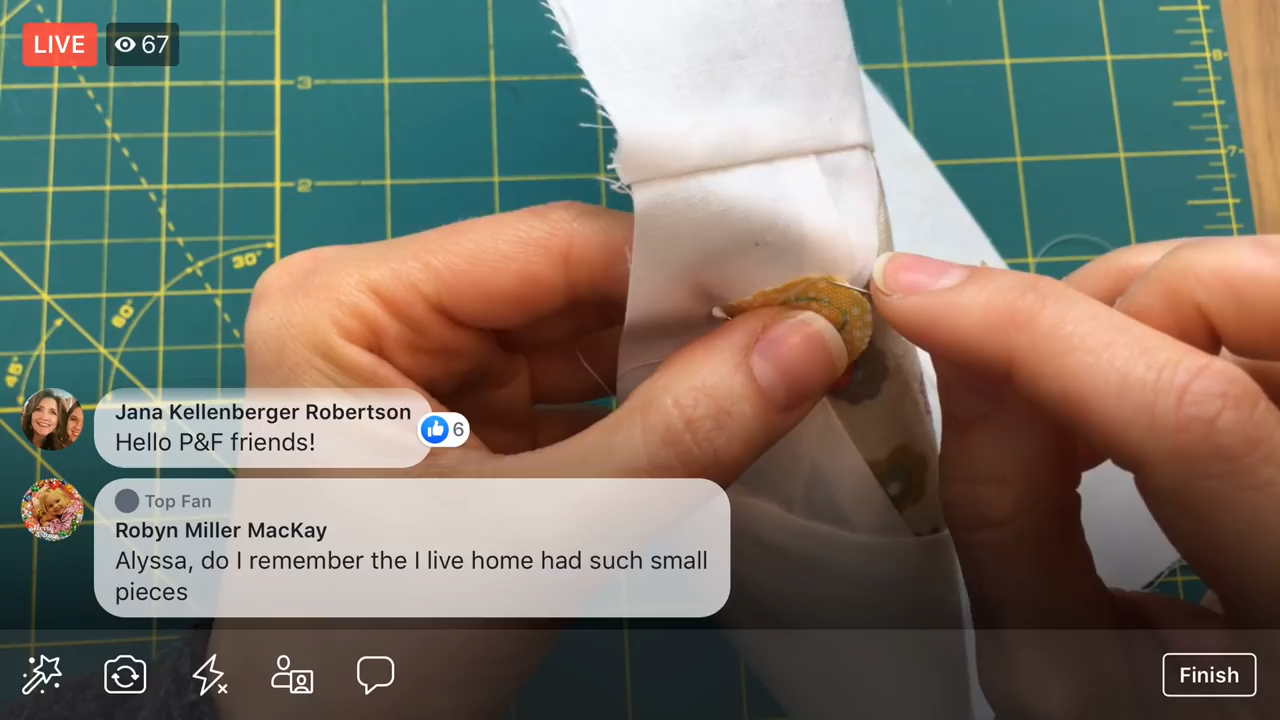 LIVE
67
3
2
8
7
30°
60°
45°
Jana Kellenberger Robertson
Hello P&F friends!
6
Top Fan
Robyn Miller MacKay
Alyssa, do I remember the I live home had such small
pieces
Finish